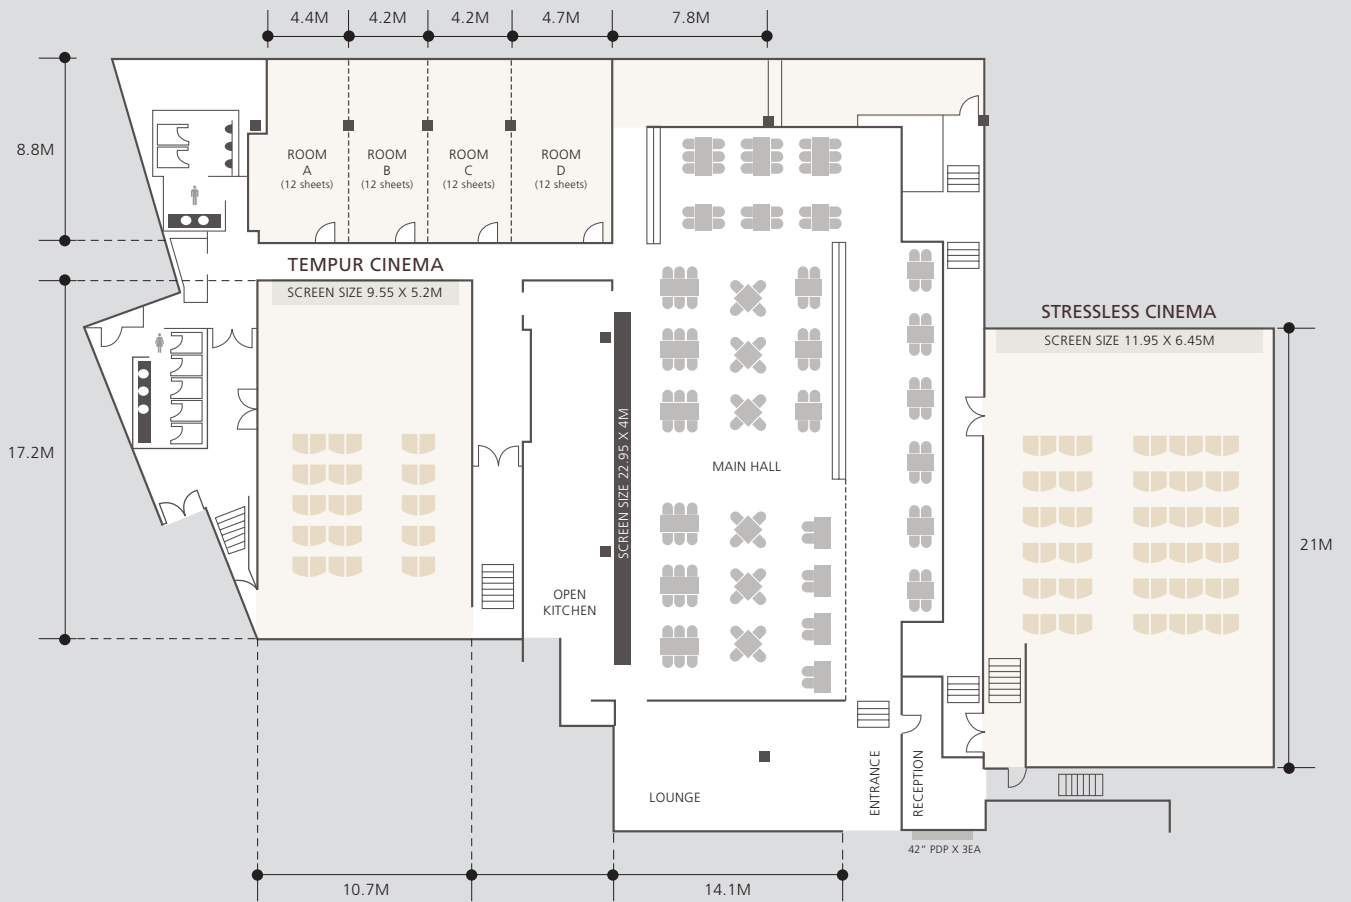 4.4M 4.2M 4.2M 4.7M 7.8M
8.8M
ROOM
A
(12 sheets)
ROOM
B
(12 sheets)
ROOM
C
(12 sheets)
ROOM
D
(12 sheets)
TEMPUR CINEMA
SCREEN SIZE 9.55 X 5.2M
STRESSLESS CINEMA
SCREEN SIZE 11.95 X 6.45M
17.2M
SCREEN SIZE 22.95 X 4M
MAIN HALL
21M
OPEN
KITCHEN
LOUNGE
ENTRANCE
RECEPTION
42" PDP X 3EA
10.7M
14.1M